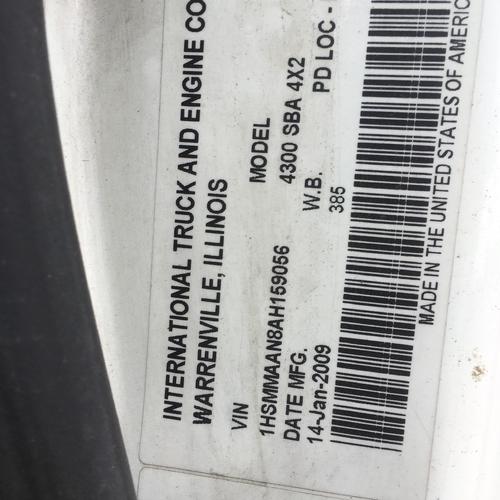 INTERNATIONAL TRUCK AND ENGINE CO
WARRENVILLE, ILLINOIS
VIN MODEL
1HSMMAAN8AH159056 4300 SBA 4X2
DATE MFG. W.B. PD LOC -
14-Jan-2009 385
MADE IN THE UNITED STATES OF AMERIC